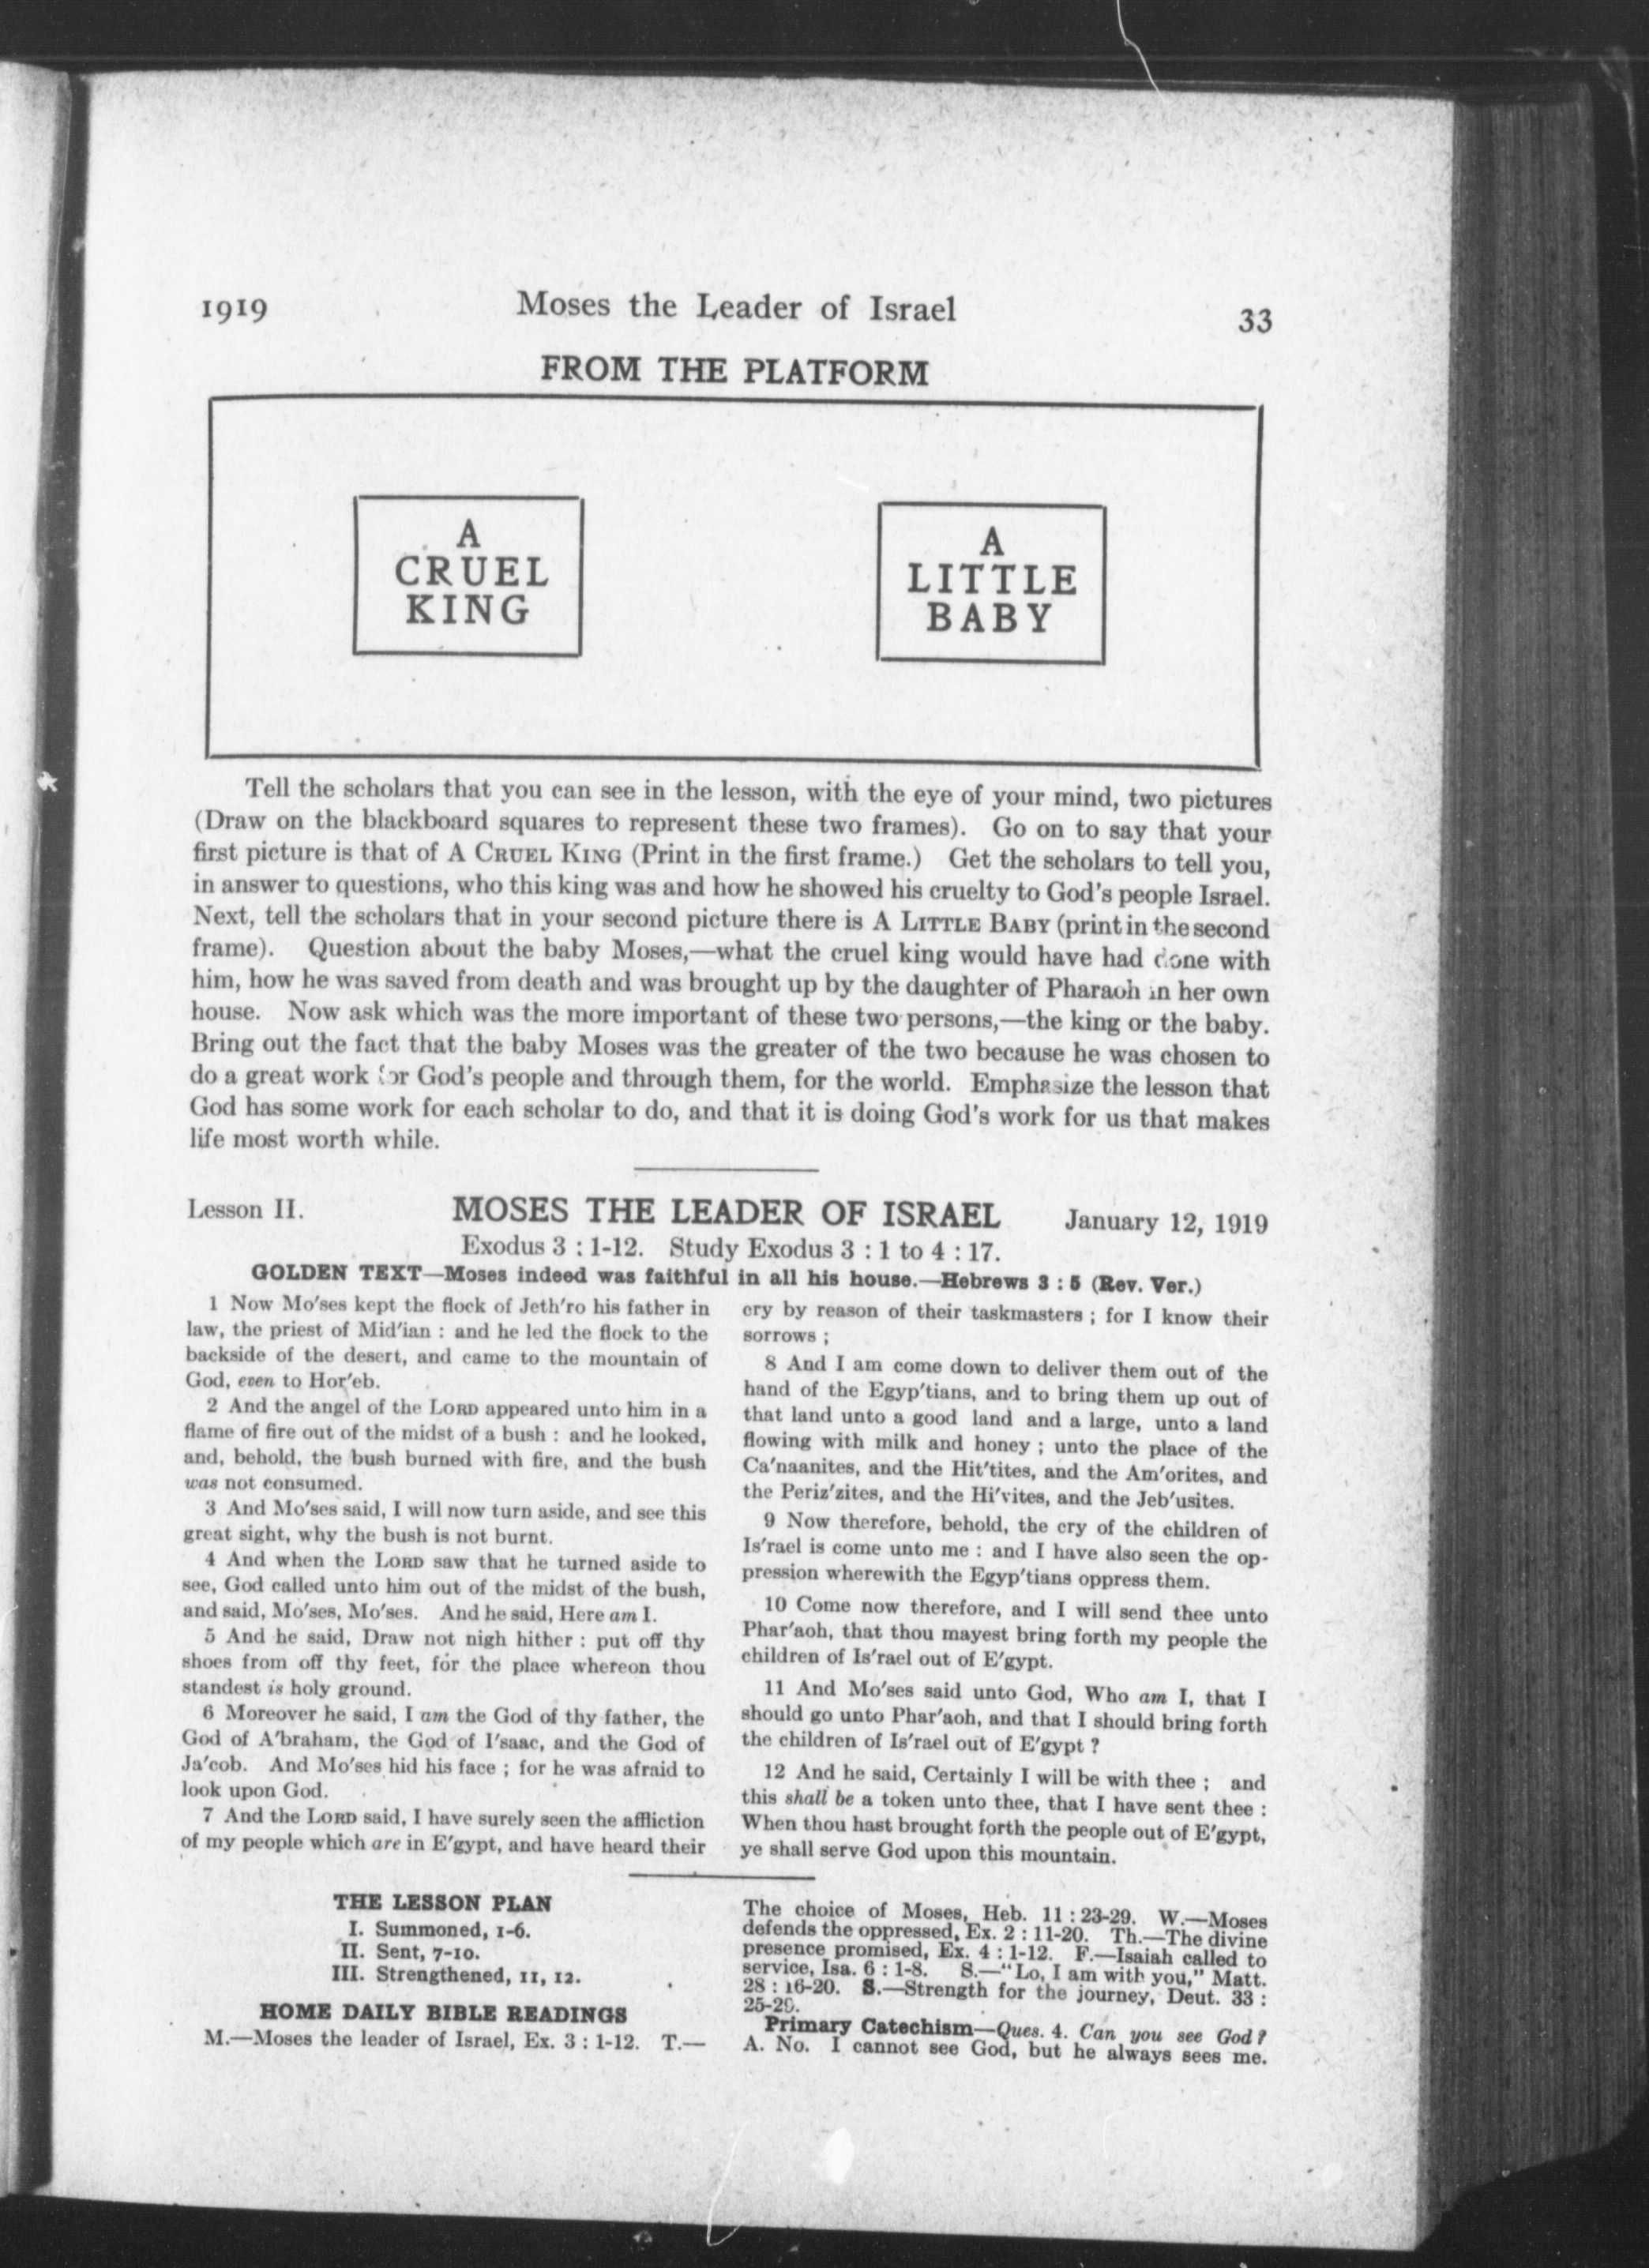 1919
Moses the Leader of Israel
33
FROM THE PLATFORM
A
CRUEL
KING
A
LITTLE
BABY
Tell the scholars that you can see in the lesson, with the eye of your mind, two pictures
(Draw on the blackboard squares to represent these two frames). Go on to say that your
first picture is that of A CRUEL KING (Print in the first frame.) Get the scholars to tell you,
in answer to questions, who this king was and how he showed his cruelty to God's people Israel.
Next, tell the scholars that in your second picture there is A LITTLE BABY (print in the second
frame). Question about the baby Moses,—what the cruel king would have had done with
him, how he was saved from death and was brought up by the daughter of Pharaoh in her own
house. Now ask which was the more important of these two persons,—the king or the baby.
Bring out the fact that the baby Moses was the greater of the two because he was chosen to
do a great work for God's people and through them, for the world. Emphasize the lesson that
God has some work for each scholar to do, and that it is doing God's work for us that makes
life most worth while.
Lesson II.
MOSES THE LEADER OF ISRAEL
January 12, 1919
Exodus 3 : 1-12. Study Exodus 3 : 1 to 4 : 17.
GOLDEN TEXT—Moses indeed was faithful in all his house.—Hebrews 3 : 5 (Rev. Ver.)
1 Now Mo'ses kept the flock of Jeth'ro his father in
law, the priest of Mid'ian : and he led the flock to the
backside of the desert, and came to the mountain of
God, even to Hor'eb.
2 And the angel of the LORD appeared unto him in a
flame of fire out of the midst of a bush : and he looked,
and, behold, the bush burned with fire, and the bush
was not consumed.
3 And Mo'ses said, I will now turn aside, and see this
great sight, why the bush is not burnt.
4 And when the LORD saw that he turned aside to
see, God called unto him out of the midst of the bush,
and said, Mo'ses, Mo'ses. And he said, Here am I.
5 And he said, Draw not nigh hither : put off thy
shoes from off thy feet, for the place whereon thou
standest is holy ground.
6 Moreover he said, I am the God of thy father, the
God of A'braham, the God of I'saac, and the God of
Ja'cob. And Mo'ses hid his face ; for he was afraid to
look upon God.
7 And the LORD said, I have surely seen the affliction
of my people which are in E'gypt, and have heard their
cry by reason of their taskmasters ; for I know their
sorrows ;
8 And I am come down to deliver them out of the
hand of the Egyp'tians, and to bring them up out of
that land unto a good land and a large, unto a land
flowing with milk and honey ; unto the place of the
Ca'naanites, and the Hit'tites, and the Am'orites, and
the Periz'zites, and the Hi'vites, and the Jeb'usites.
9 Now therefore, behold, the cry of the children of
Is'rael is come unto me : and I have also seen the op-
pression wherewith the Egyp'tians oppress them.
10 Come now therefore, and I will send thee unto
Phar'aoh, that thou mayest bring forth my people the
children of Is'rael out of E'gypt.
11 And Mo'ses said unto God, Who am I, that I
should go unto Phar'aoh, and that I should bring forth
the children of Is'rael out of E'gypt ?
12 And he said, Certainly I will be with thee ; and
this shall be a token unto thee, that I have sent thee :
When thou hast brought forth the people out of E'gypt,
ye shall serve God upon this mountain.
THE LESSON PLAN
I. Summoned, 1-6.
II. Sent, 7-10.
III. Strengthened, 11, 12.
HOME DAILY BIBLE READINGS
M.—Moses the leader of Israel, Ex. 3 : 1-12. T.—
The choice of Moses, Heb. 11 : 23-29. W.—Moses
defends the oppressed, Ex. 2 : 11-20. Th.—The divine
presence promised, Ex. 4 : 1-12. F.—Isaiah called to
service, Isa. 6 : 1-8. S.—"Lo, I am with you," Matt.
28 : 16-20. S.—Strength for the journey, Deut. 33 :
25-29.
Primary Catechism—Ques. 4. Can you see God?
A. No. I cannot see God, but he always sees me.